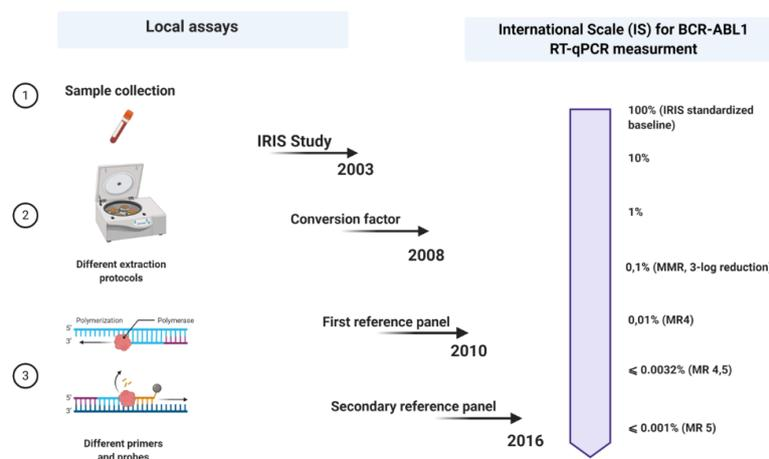 Local assays
International Scale (IS) for BCR-ABL1
RT-qPCR measurment
1
Sample collection
100% (IRIS standardized
baseline)
IRIS Study
2003
10%
2
Conversion factor
2008
1%
Different extraction
protocols
0,1% (MMR, 3-log reduction)
Polymerization
Polymerase
5'
3'
First reference panel
2010
0,01% (MR4)
3
⩽ 0.0032% (MR 4,5)
5'
3'
Secondary reference panel
2016
⩽ 0.001% (MR 5)
Different primers
and probes